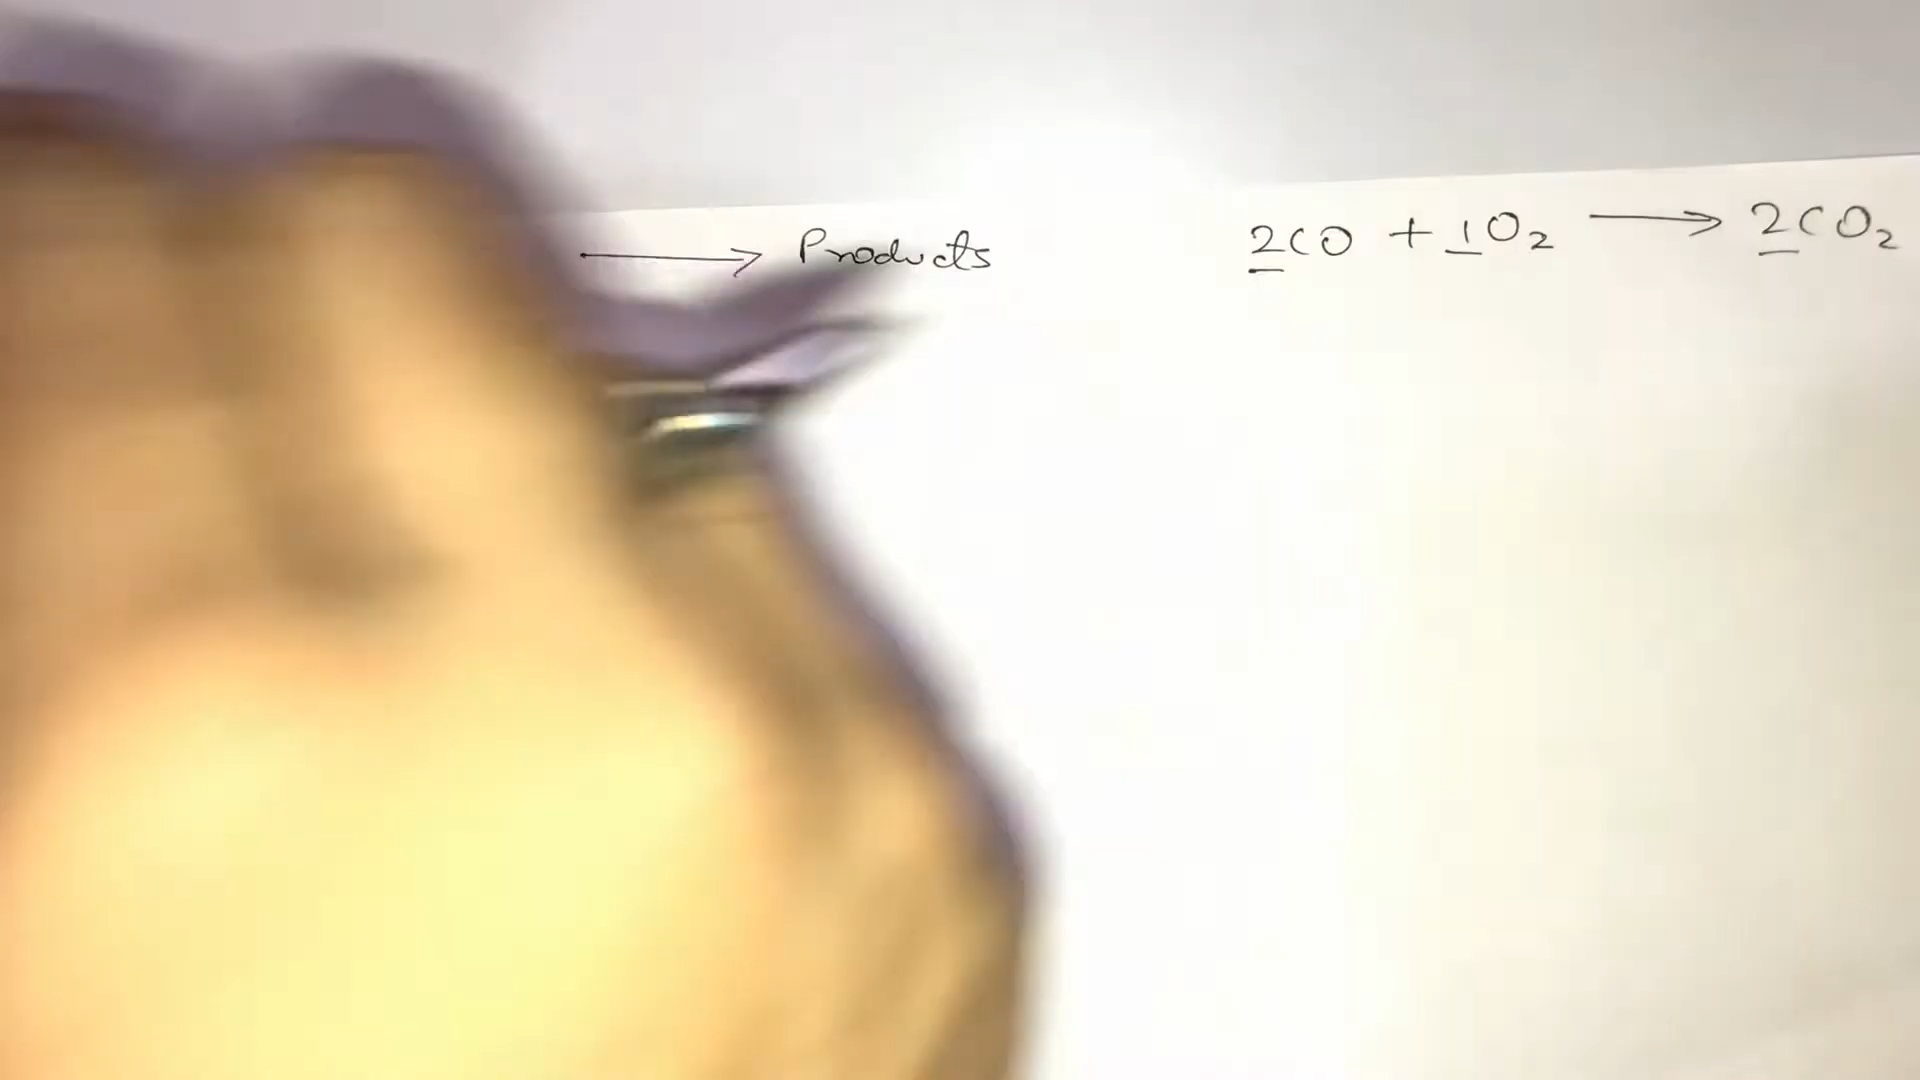 ⟶ Products
2CO + 1O₂ ⟶ 2CO₂